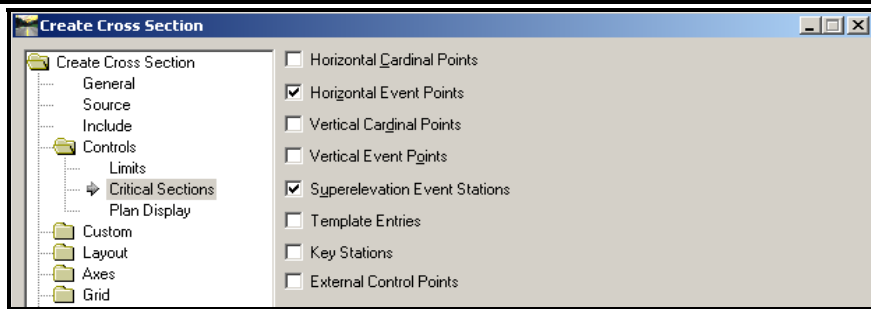 Create Cross Section
Create Cross Section
General
Source
Include
Controls
Limits
Critical Sections
Plan Display
Custom
Layout
Axes
Grid
Horizontal Cardinal Points
Horizontal Event Points
Vertical Cardinal Points
Vertical Event Points
Superelevation Event Stations
Template Entries
Key Stations
External Control Points